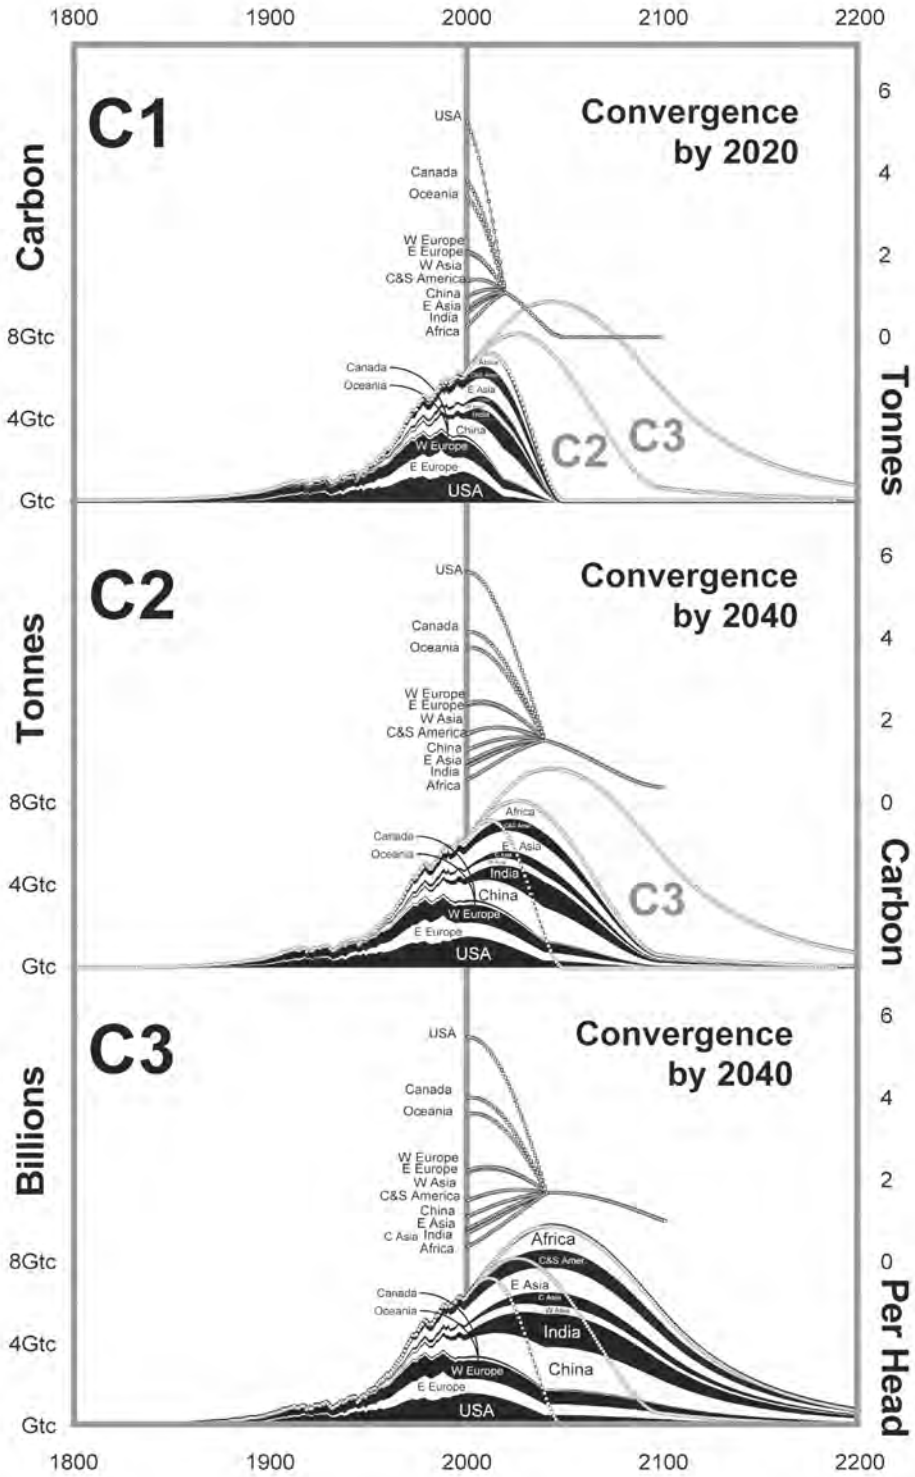 1800 1900 2000 2100 2200
C1
Convergence
by 2020
6
4
2
0
USA
Canada
Oceania
W Europe
E Europe
W Asia
C&S America
China
E Asia
India
Africa
Carbon
8Gtc
4Gtc
Gtc
Canada
Oceania
E Asia
India
China
W Europe
E Europe
USA
C2
C3
Tonnes
C2
Convergence
by 2040
6
4
2
0
USA
Canada
Oceania
W Europe
E Europe
W Asia
C&S America
China
E Asia
India
Africa
Tonnes
8Gtc
4Gtc
Gtc
Canada
Oceania
Africa
E Asia
India
China
W Europe
E Europe
USA
C3
Carbon
C3
Convergence
by 2040
6
4
2
0
USA
Canada
Oceania
W Europe
E Europe
W Asia
C&S America
China
E Asia
C Asia India
Africa
Billions
8Gtc
4Gtc
Gtc
Canada
Oceania
Africa
C&S Amer.
E Asia
C Asia
W Asia
India
China
W Europe
E Europe
USA
Per Head
1800 1900 2000 2100 2200